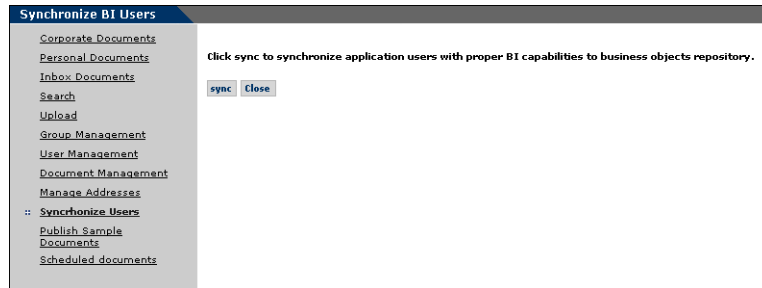 Synchronize BI Users
Corporate Documents
Personal Documents
Inbox Documents
Search
Upload
Group Management
User Management
Document Management
Manage Addresses
:: Syncrhonize Users
Publish Sample
Documents
Scheduled documents
Click sync to synchronize application users with proper BI capabilities to business objects repository.
sync Close